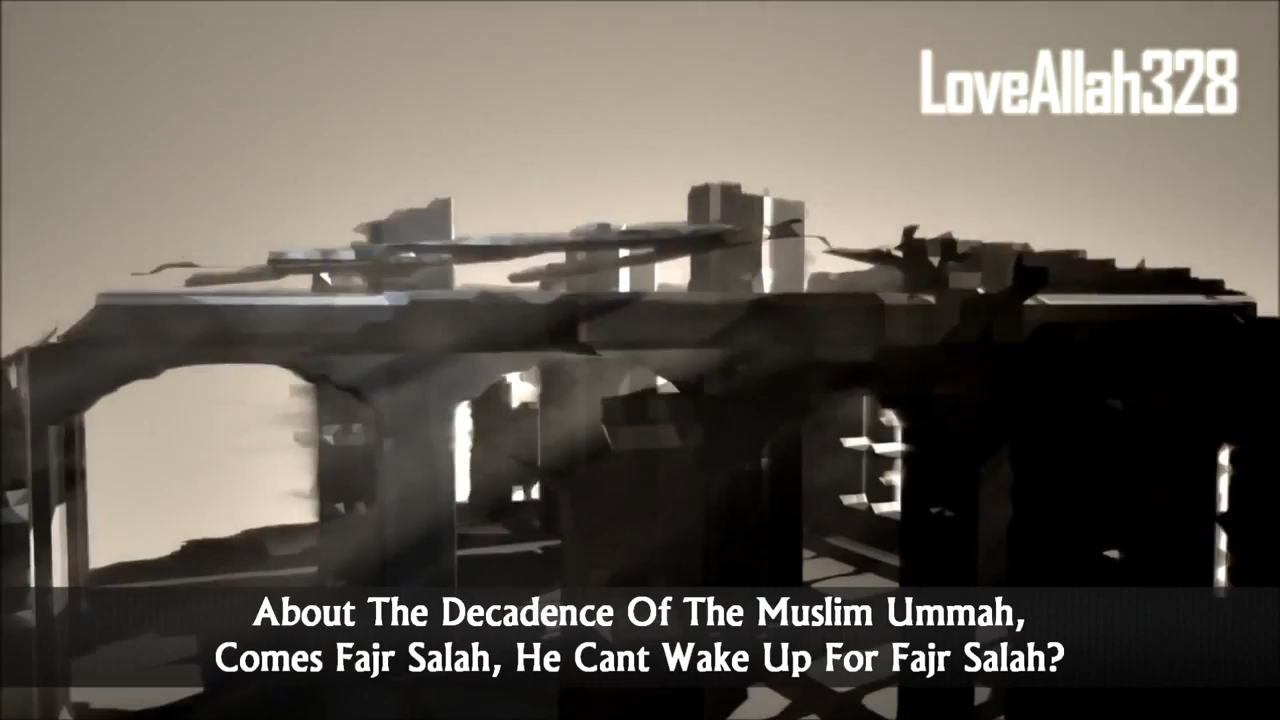 LoveAllah328
About The Decadence Of The Muslim Ummah,
Comes Fajr Salah, He Cant Wake Up For Fajr Salah?